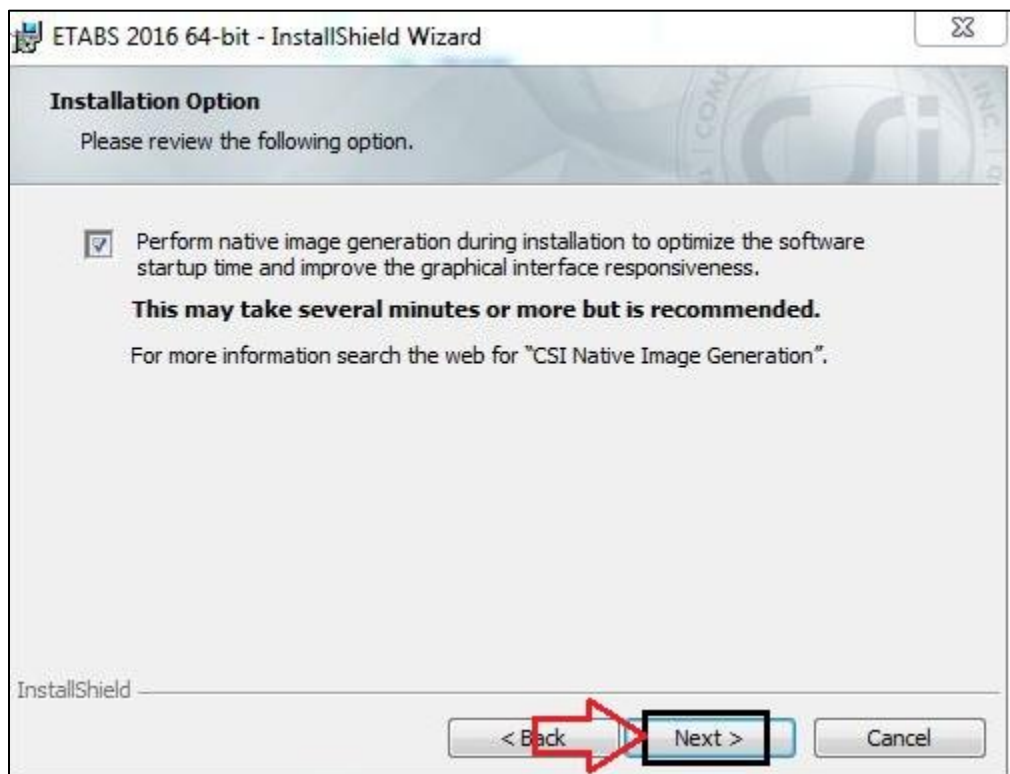 ETABS 2016 64-bit - InstallShield Wizard
Installation Option
Please review the following option.
CSi
Perform native image generation during installation to optimize the software
startup time and improve the graphical interface responsiveness.
This may take several minutes or more but is recommended.
For more information search the web for "CSI Native Image Generation".
InstallShield
< Back Next > Cancel